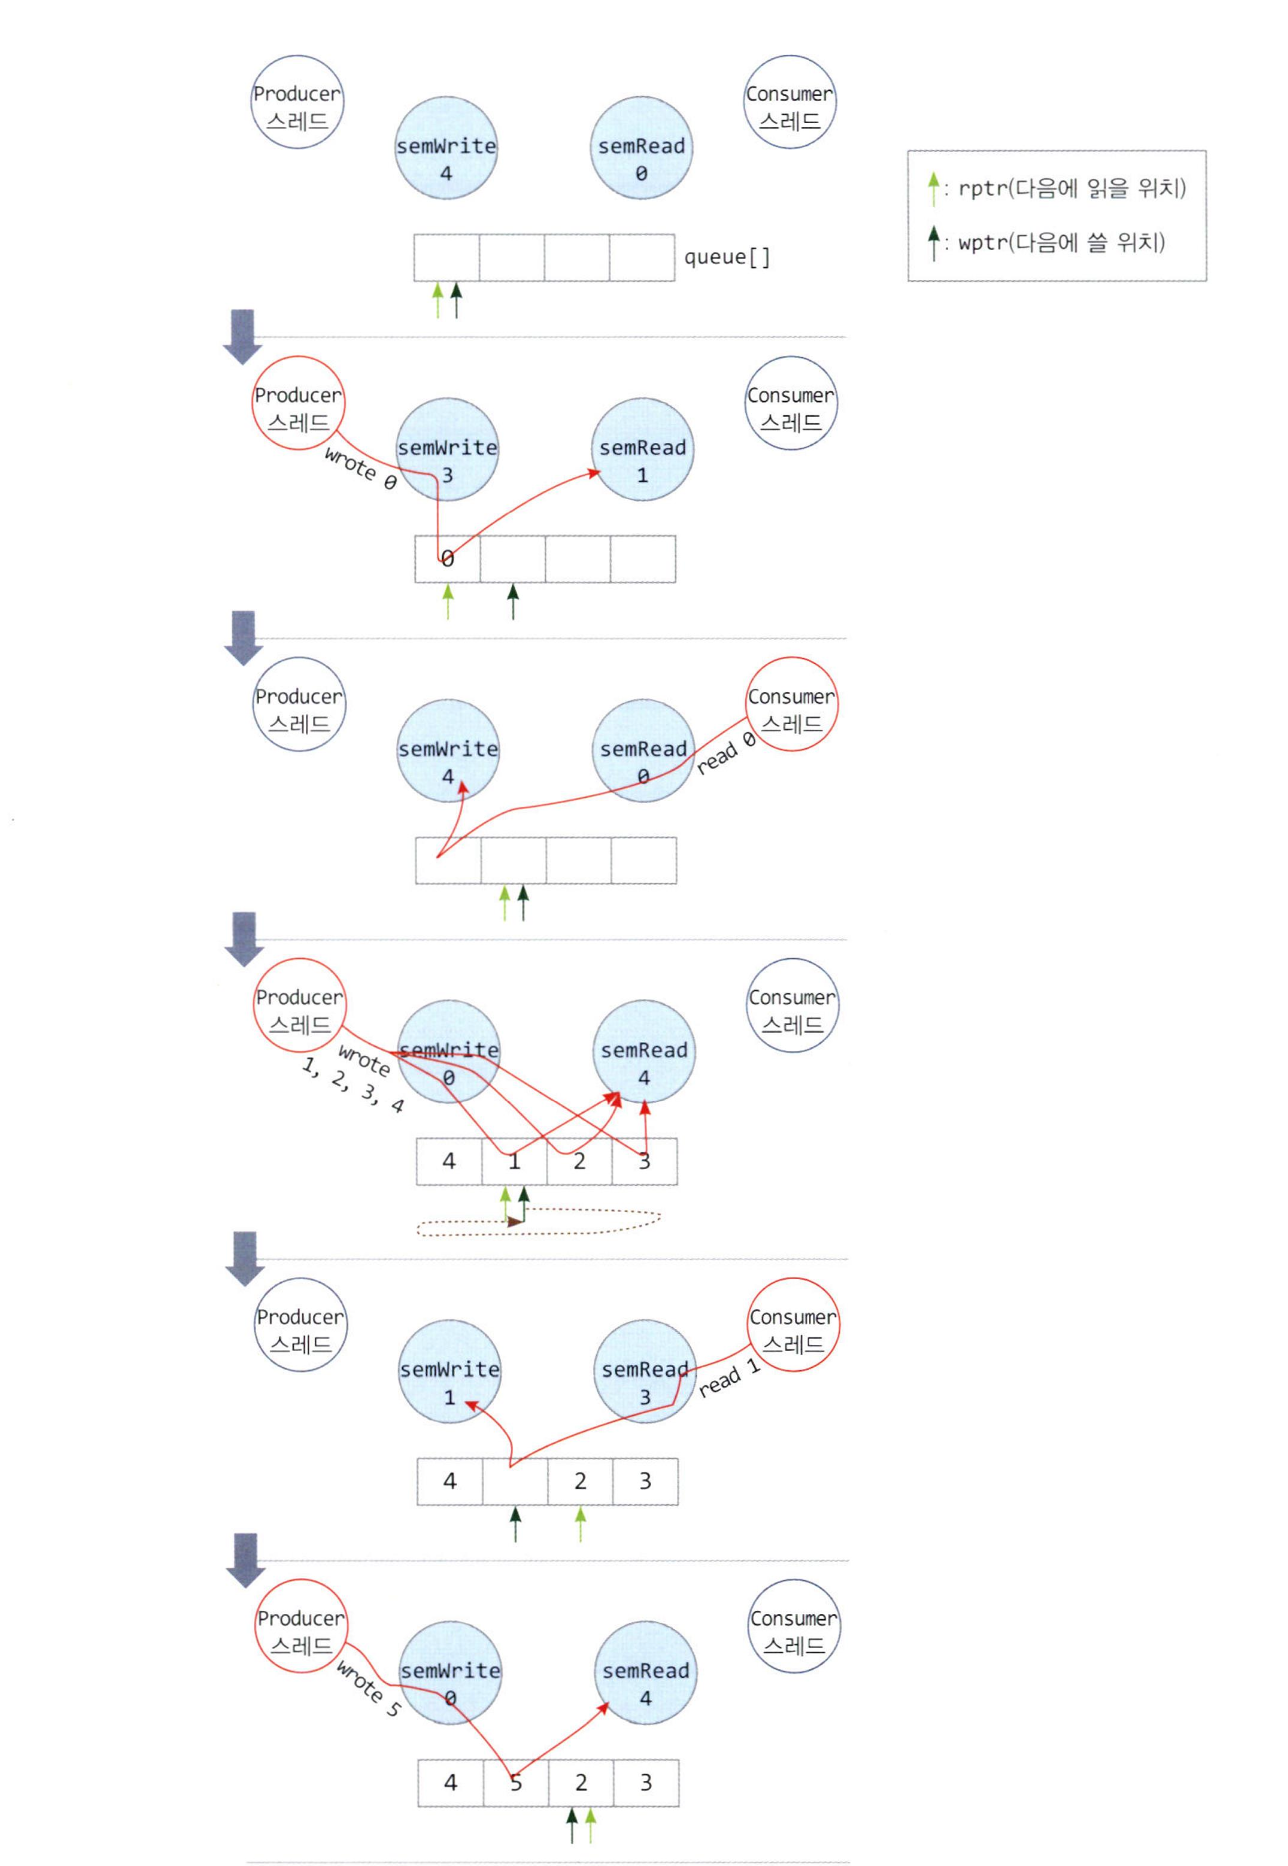 Producer
스레드
semWrite
4
semRead
0
Consumer
스레드
queue[]
: rptr(다음에 읽을 위치)
: wptr(다음에 쓸 위치)
Producer
스레드
wrote 0
semWrite
3
semRead
1
Consumer
스레드
0
Producer
스레드
semWrite
4
semRead
0
read 0
Consumer
스레드
Producer
스레드
wrote
1, 2, 3, 4
semWrite
0
semRead
4
Consumer
스레드
4 1 2 3
Producer
스레드
semWrite
1
semRead
3
read 1
Consumer
스레드
4 2 3
Producer
스레드
wrote 5
semWrite
0
semRead
4
Consumer
스레드
4 5 2 3